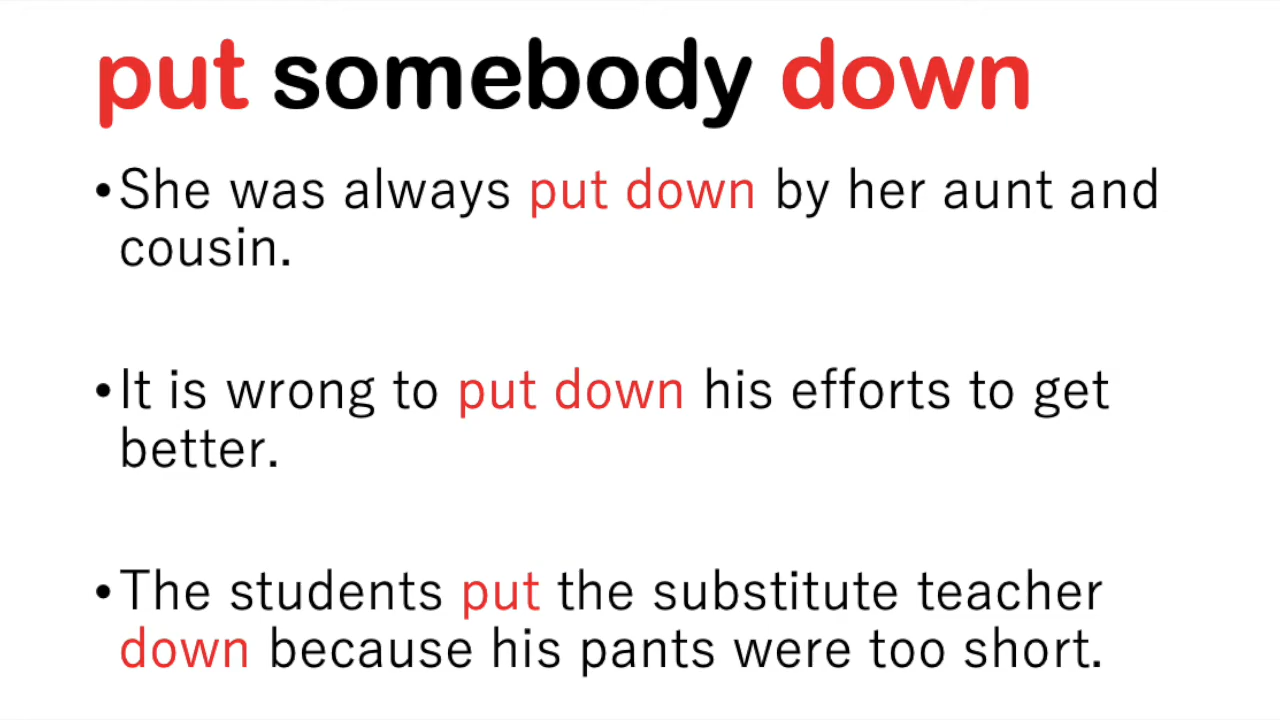 put somebody down
•She was always put down by her aunt and
cousin.
•It is wrong to put down his efforts to get
better.
•The students put the substitute teacher
down because his pants were too short.